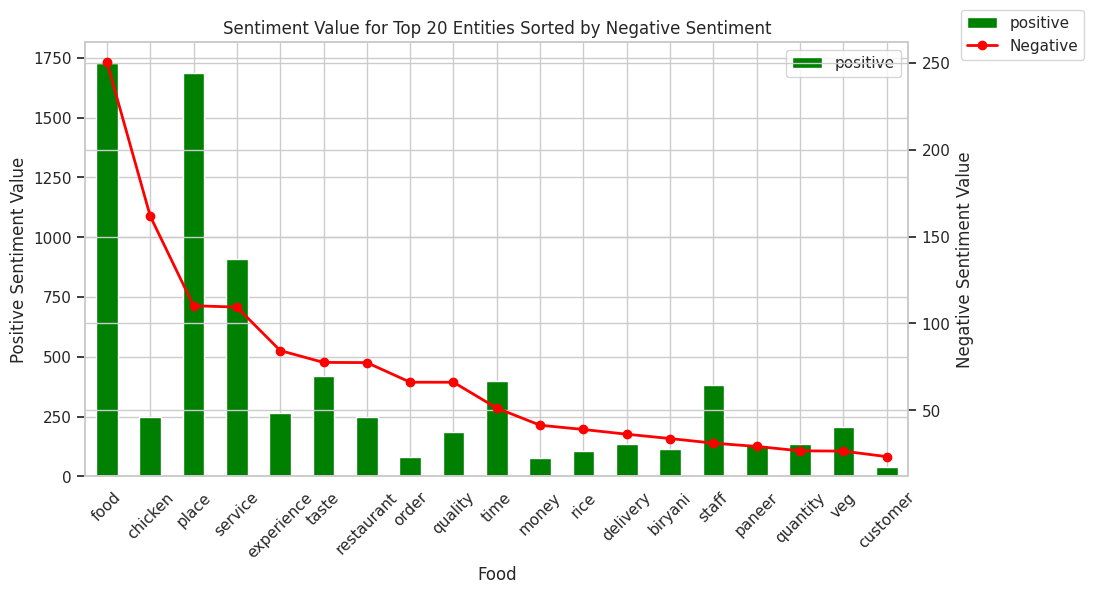 Sentiment Value for Top 20 Entities Sorted by Negative Sentiment
positive
Negative
positive
Positive Sentiment Value
1750
1500
1250
1000
750
500
250
0
250
200
150
100
50
Negative Sentiment Value
food
chicken
place
service
experience
taste
restaurant
order
quality
time
money
rice
delivery
biryani
staff
paneer
quantity
veg
customer
Food